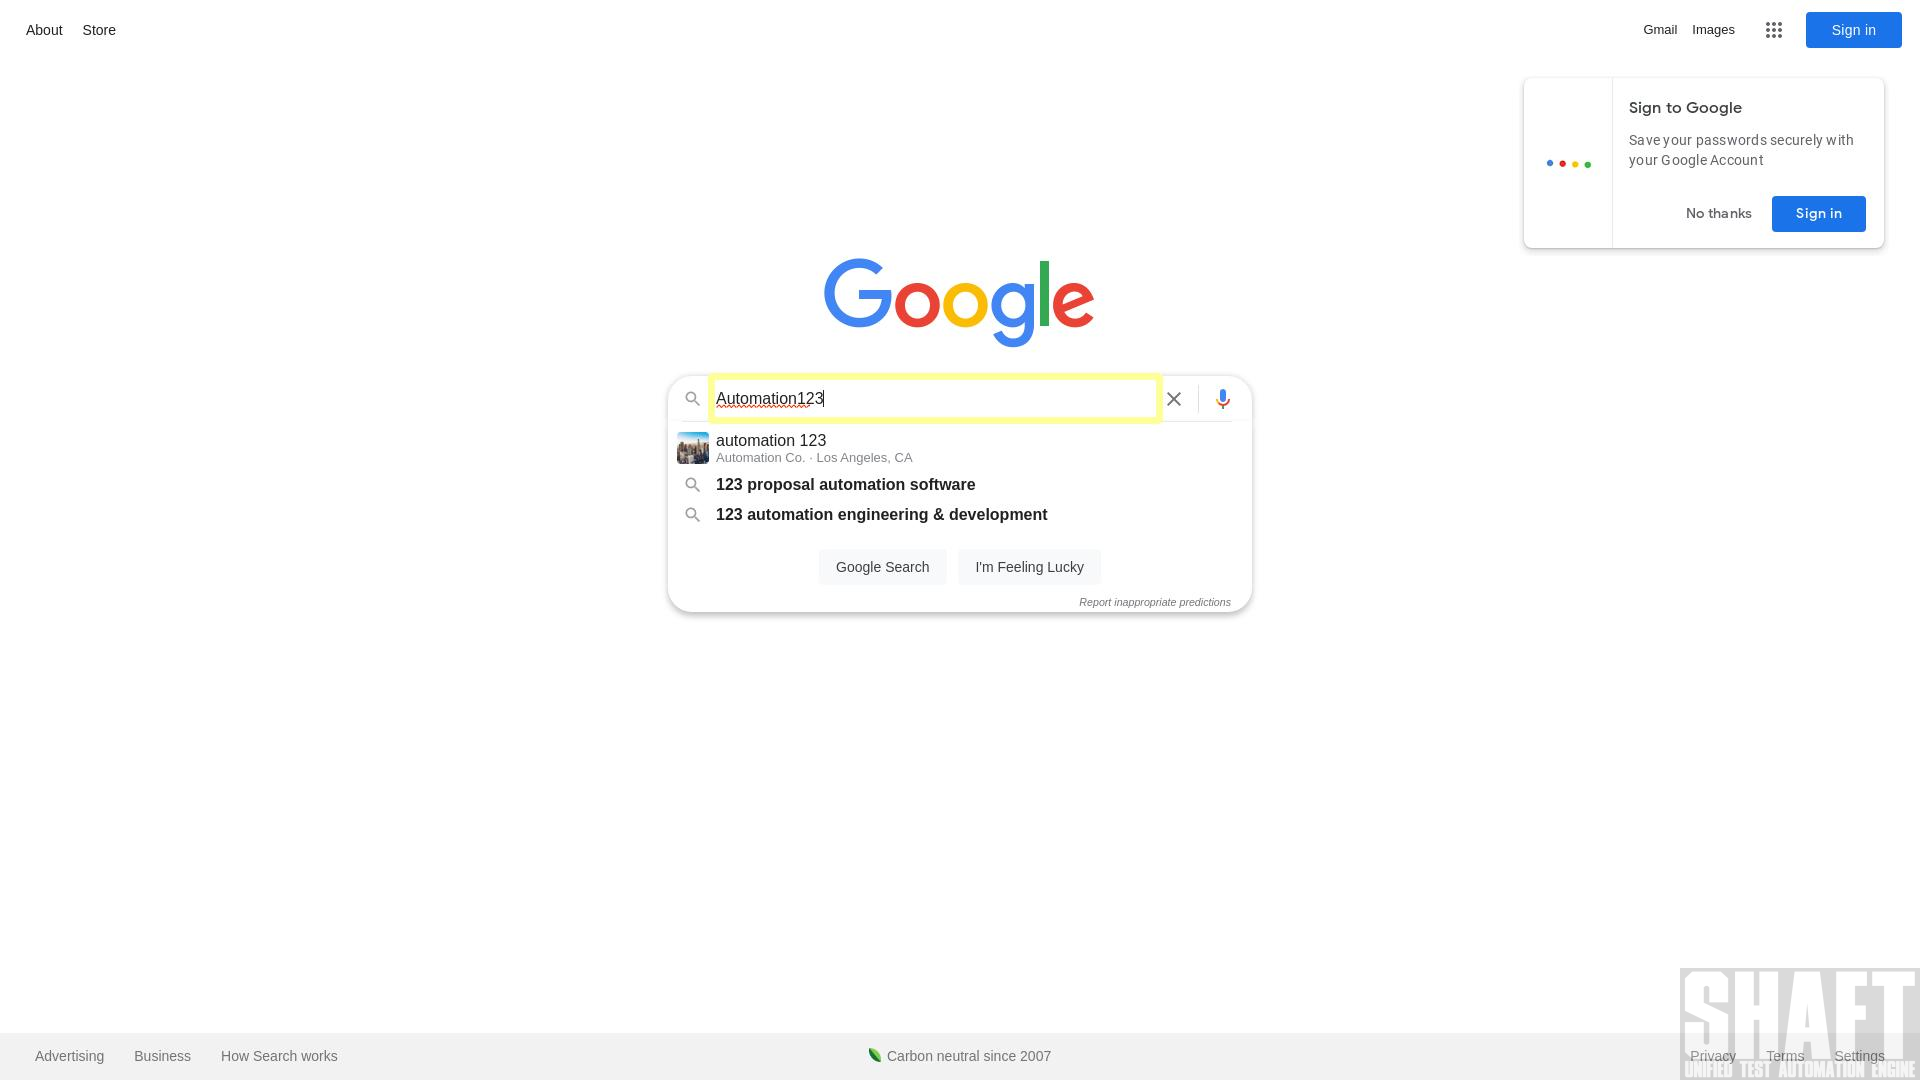 About Store
Gmail Images Sign in
Sign to Google
Save your passwords securely with
your Google Account
No thanks Sign in
Google
Automation123
automation 123
Automation Co. · Los Angeles, CA
123 proposal automation software
123 automation engineering & development
Google Search I'm Feeling Lucky
Report inappropriate predictions
Advertising Business How Search works
Carbon neutral since 2007
Privacy Terms Settings
SHAFT
UNIFIED TEST AUTOMATION ENGINE